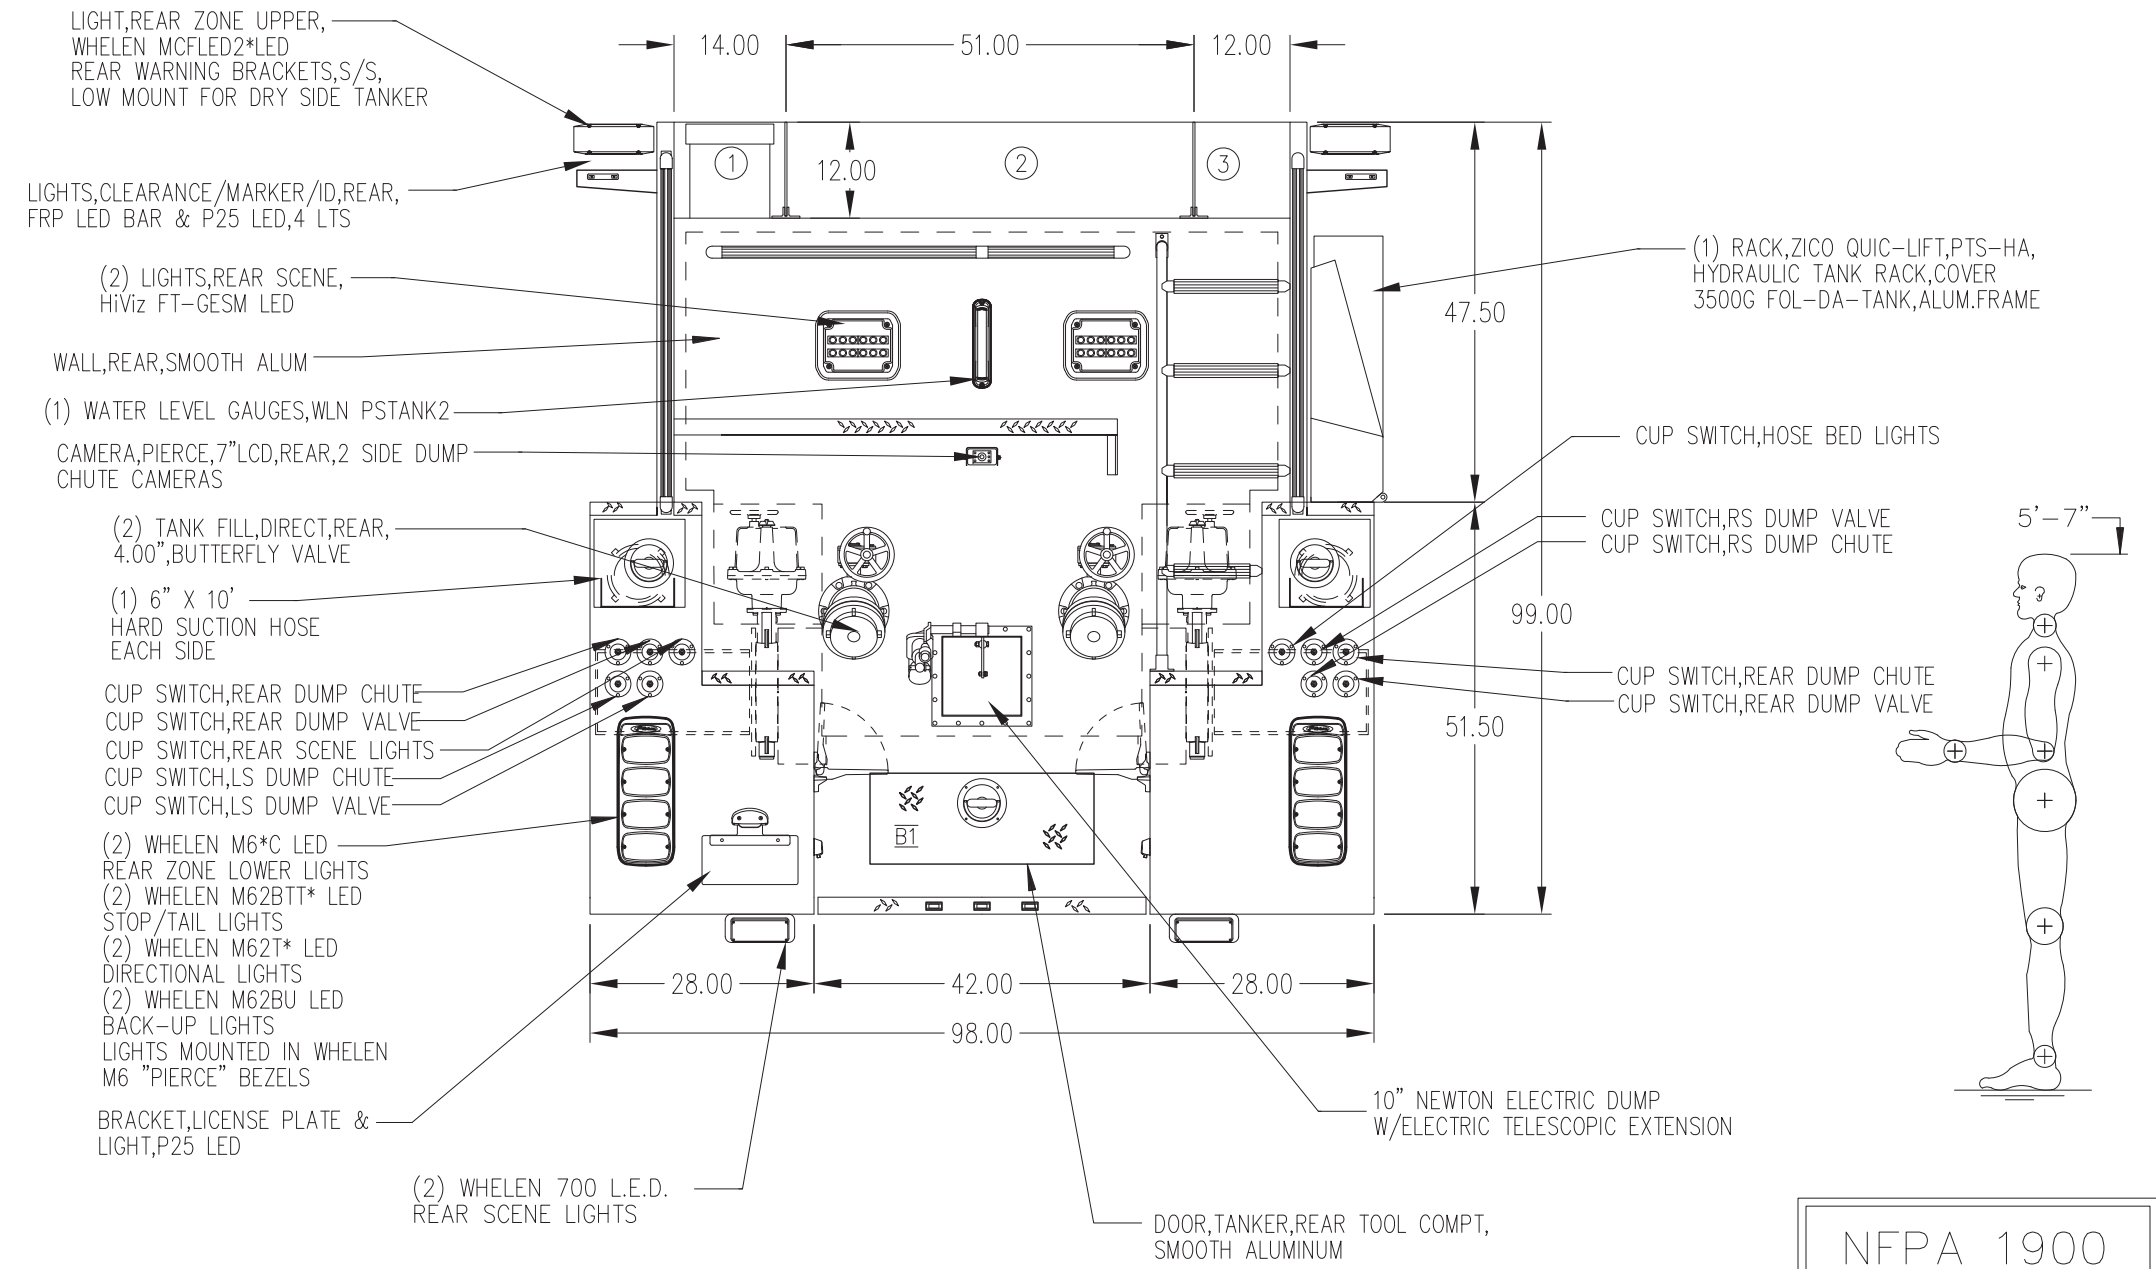 LIGHT,REAR ZONE UPPER,
WHELEN MCFLED2*LED
REAR WARNING BRACKETS,S/S,
LOW MOUNT FOR DRY SIDE TANKER
LIGHTS,CLEARANCE/MARKER/ID,REAR,
FRP LED BAR & P25 LED,4 LTS
(2) LIGHTS,REAR SCENE,
HiViz FT-GESM LED
WALL,REAR,SMOOTH ALUM
(1) WATER LEVEL GAUGES,WLN PSTANK2
CAMERA,PIERCE,7"LCD,REAR,2 SIDE DUMP
CHUTE CAMERAS
(2) TANK FILL,DIRECT,REAR,
4.00",BUTTERFLY VALVE
(1) 6" X 10'
HARD SUCTION HOSE
EACH SIDE
CUP SWITCH,REAR DUMP CHUTE
CUP SWITCH,REAR DUMP VALVE
CUP SWITCH,REAR SCENE LIGHTS
CUP SWITCH,LS DUMP CHUTE
CUP SWITCH,LS DUMP VALVE
(2) WHELEN M6*C LED
REAR ZONE LOWER LIGHTS
(2) WHELEN M62BTT* LED
STOP/TAIL LIGHTS
(2) WHELEN M62T* LED
DIRECTIONAL LIGHTS
(2) WHELEN M62BU LED
BACK-UP LIGHTS
LIGHTS MOUNTED IN WHELEN
M6 "PIERCE" BEZELS
BRACKET,LICENSE PLATE &
LIGHT,P25 LED
(2) WHELEN 700 L.E.D.
REAR SCENE LIGHTS
14.00
51.00
12.00
1
12.00
2
3
47.50
99.00
51.50
B1
28.00
42.00
28.00
98.00
(1) RACK,ZICO QUIC-LIFT,PTS-HA,
HYDRAULIC TANK RACK,COVER
3500G FOL-DA-TANK,ALUM.FRAME
CUP SWITCH,HOSE BED LIGHTS
CUP SWITCH,RS DUMP VALVE
CUP SWITCH,RS DUMP CHUTE
5'-7"
CUP SWITCH,REAR DUMP CHUTE
CUP SWITCH,REAR DUMP VALVE
10" NEWTON ELECTRIC DUMP
W/ELECTRIC TELESCOPIC EXTENSION
DOOR,TANKER,REAR TOOL COMPT,
SMOOTH ALUMINUM
NFPA 1900